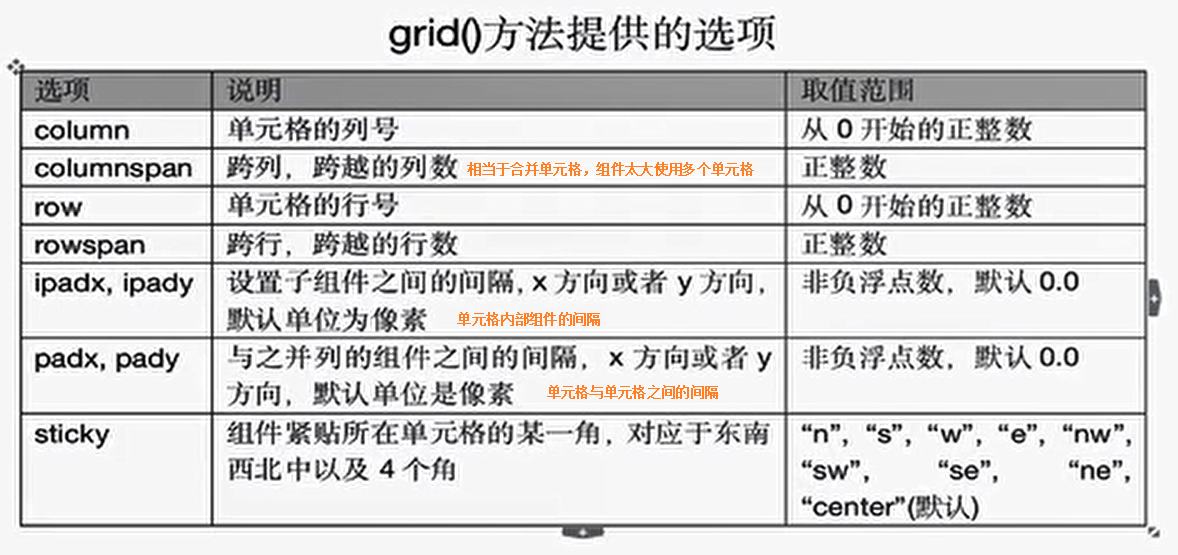 grid()方法提供的选项
选项 说明 取值范围
column 单元格的列号 从 0 开始的正整数
columnspan 跨列，跨越的列数 相当于合并单元格，组件太大使用多个单元格 正整数
row 单元格的行号 从 0 开始的正整数
rowspan 跨行，跨越的行数 正整数
ipadx, ipady 设置子组件之间的间隔, x 方向或者 y 方向， 非负浮点数，默认 0.0
默认单位为像素 单元格内部组件的间隔
padx, pady 与之并列的组件之间的间隔，x 方向或者 y 非负浮点数，默认 0.0
方向，默认单位是像素 单元格与单元格之间的间隔
sticky 组件紧贴所在单元格的某一角，对应于东南 “n”, “s”, “w”, “e”, “nw”,
西北中以及 4 个角 “sw”, “se”, “ne”,
“center”(默认)